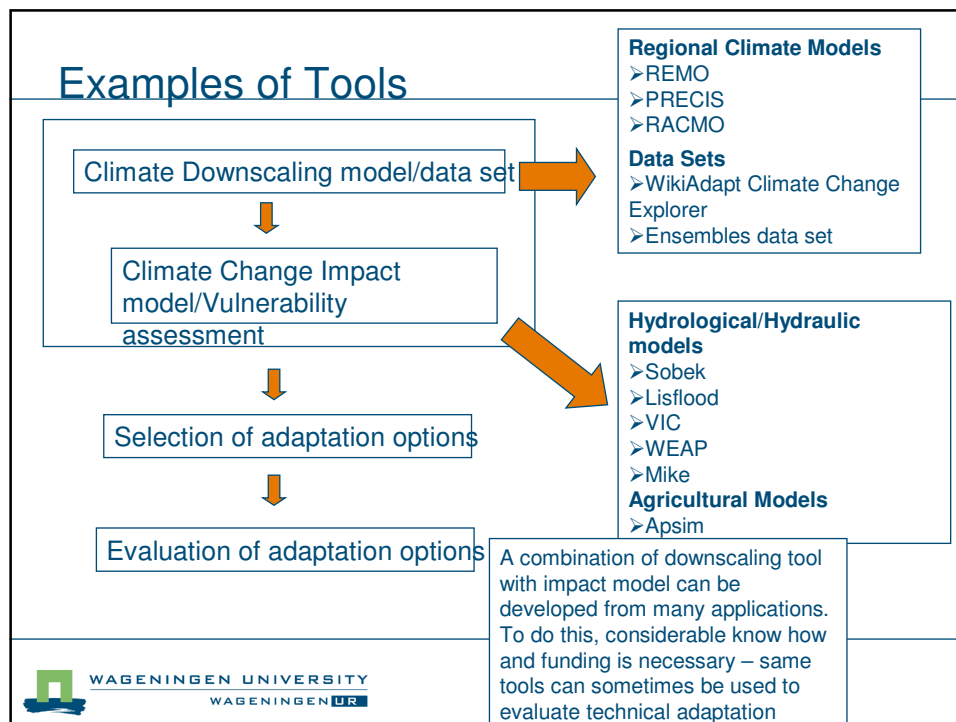 Examples of Tools
Climate Downscaling model/data set
Climate Change Impact
model/Vulnerability
assessment
Selection of adaptation options
Evaluation of adaptation options
Regional Climate Models
➢REMO
➢PRECIS
➢RACMO
Data Sets
➢WikiAdapt Climate Change
Explorer
➢Ensembles data set
Hydrological/Hydraulic
models
➢Sobek
➢Lisflood
➢VIC
➢WEAP
➢Mike
Agricultural Models
➢Apsim
A combination of downscaling tool
with impact model can be
developed from many applications.
To do this, considerable know how
and funding is necessary – same
tools can sometimes be used to
evaluate technical adaptation
WAGENINGEN UNIVERSITY
WAGENINGEN UR